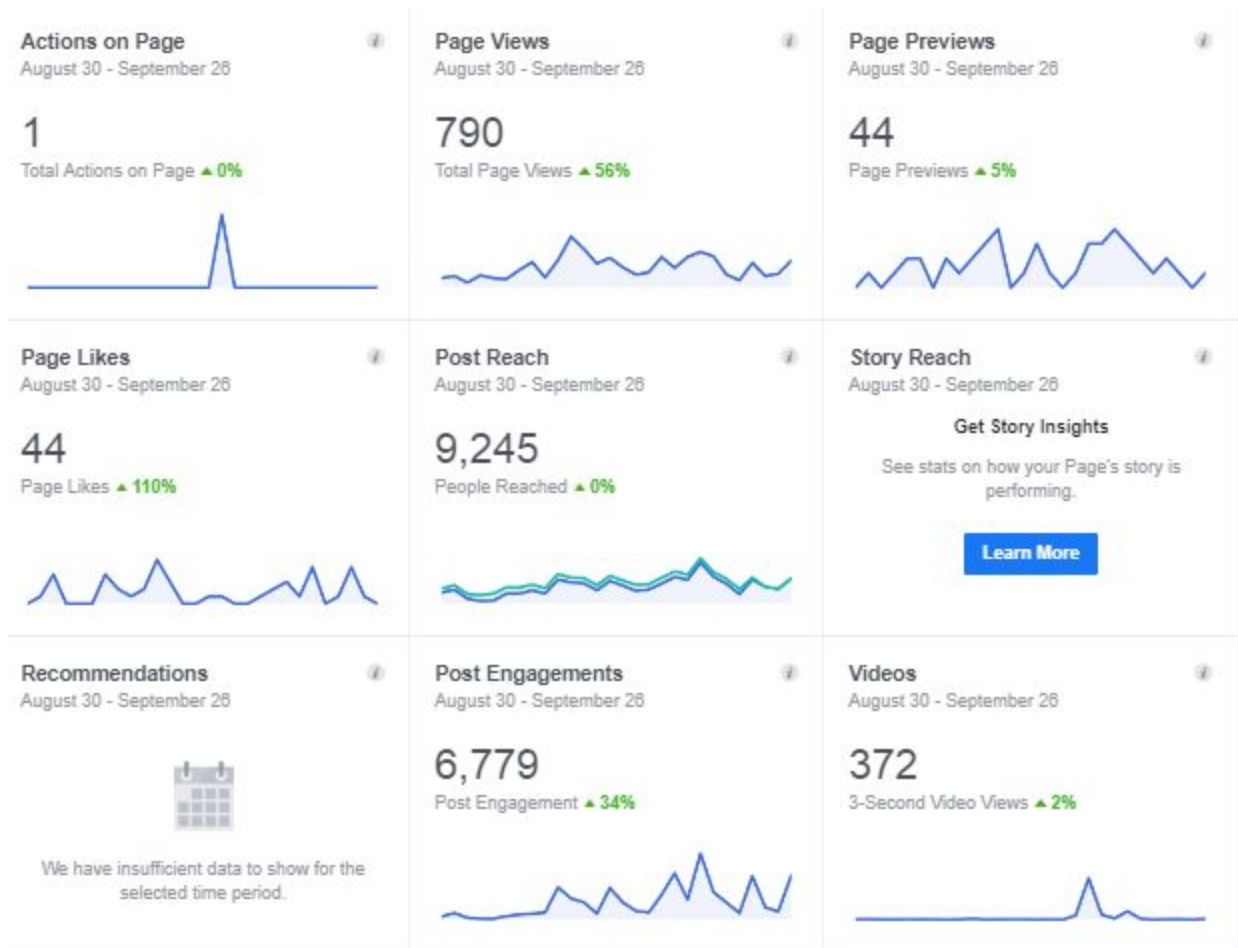 Actions on Page
August 30 - September 26
1
Total Actions on Page ▲ 0%
Page Views
August 30 - September 26
790
Total Page Views ▲ 56%
Page Previews
August 30 - September 26
44
Page Previews ▲ 5%
Page Likes
August 30 - September 26
44
Page Likes ▲ 110%
Post Reach
August 30 - September 26
9,245
People Reached ▲ 0%
Story Reach
August 30 - September 26
Get Story Insights
See stats on how your Page's story is
performing.
Learn More
Recommendations
August 30 - September 26
We have insufficient data to show for the
selected time period.
Post Engagements
August 30 - September 26
6,779
Post Engagement ▲ 34%
Videos
August 30 - September 26
372
3-Second Video Views ▲ 2%